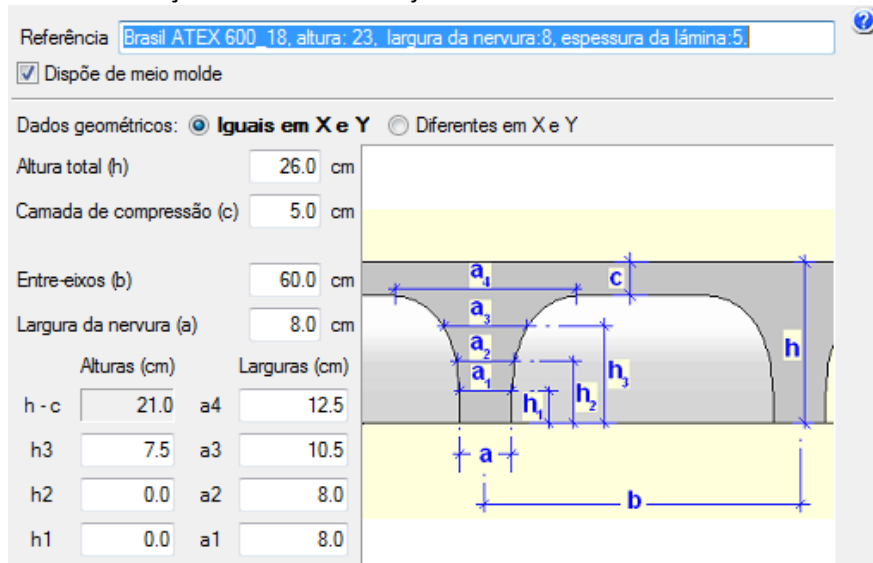 Referência Brasil ATEX 600_18, altura: 23, largura da nervura:8, espessura da lámina:5.
Dispõe de meio molde
Dados geométricos: Iguais em X e Y Diferentes em X e Y
Altura total (h) 26.0 cm
Camada de compressão (c) 5.0 cm
Entre-eixos (b) 60.0 cm
Largura da nervura (a) 8.0 cm
Alturas (cm) Larguras (cm)
h - c 21.0 a4 12.5
h3 7.5 a3 10.5
h2 0.0 a2 8.0
h1 0.0 a1 8.0
a4 c
a3
a2 h
a1 h3
h1 h2
a
b